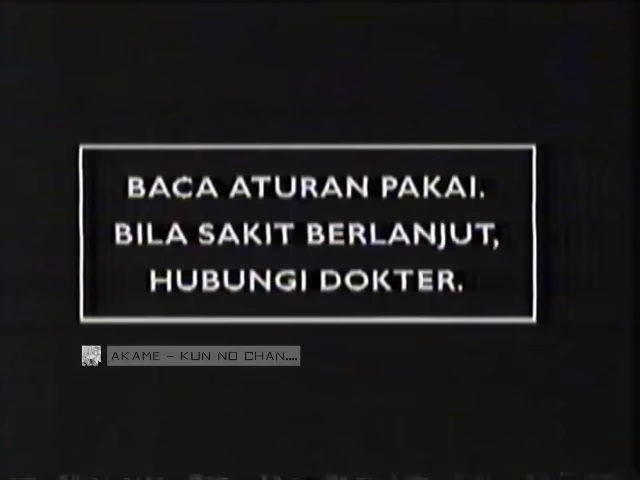 BACA ATURAN PAKAI.
BILA SAKIT BERLANJUT,
HUBUNGI DOKTER.
AKAME - KUN NO CHAN....